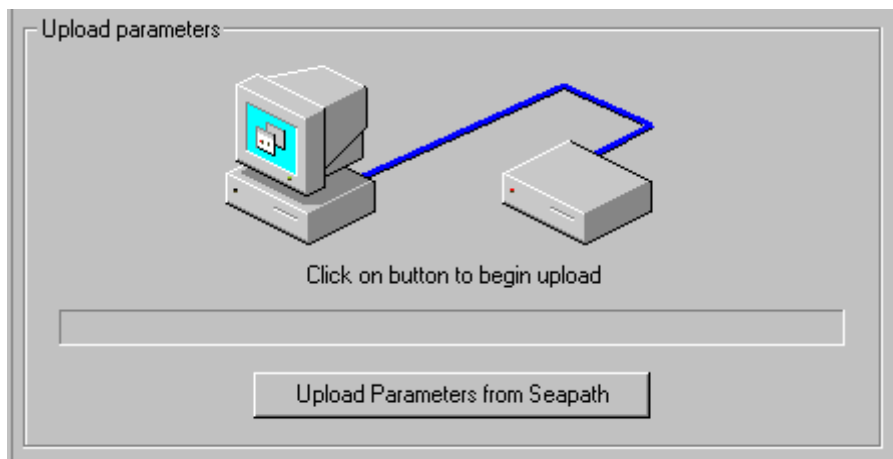 Upload parameters
Click on button to begin upload
Upload Parameters from Seapath